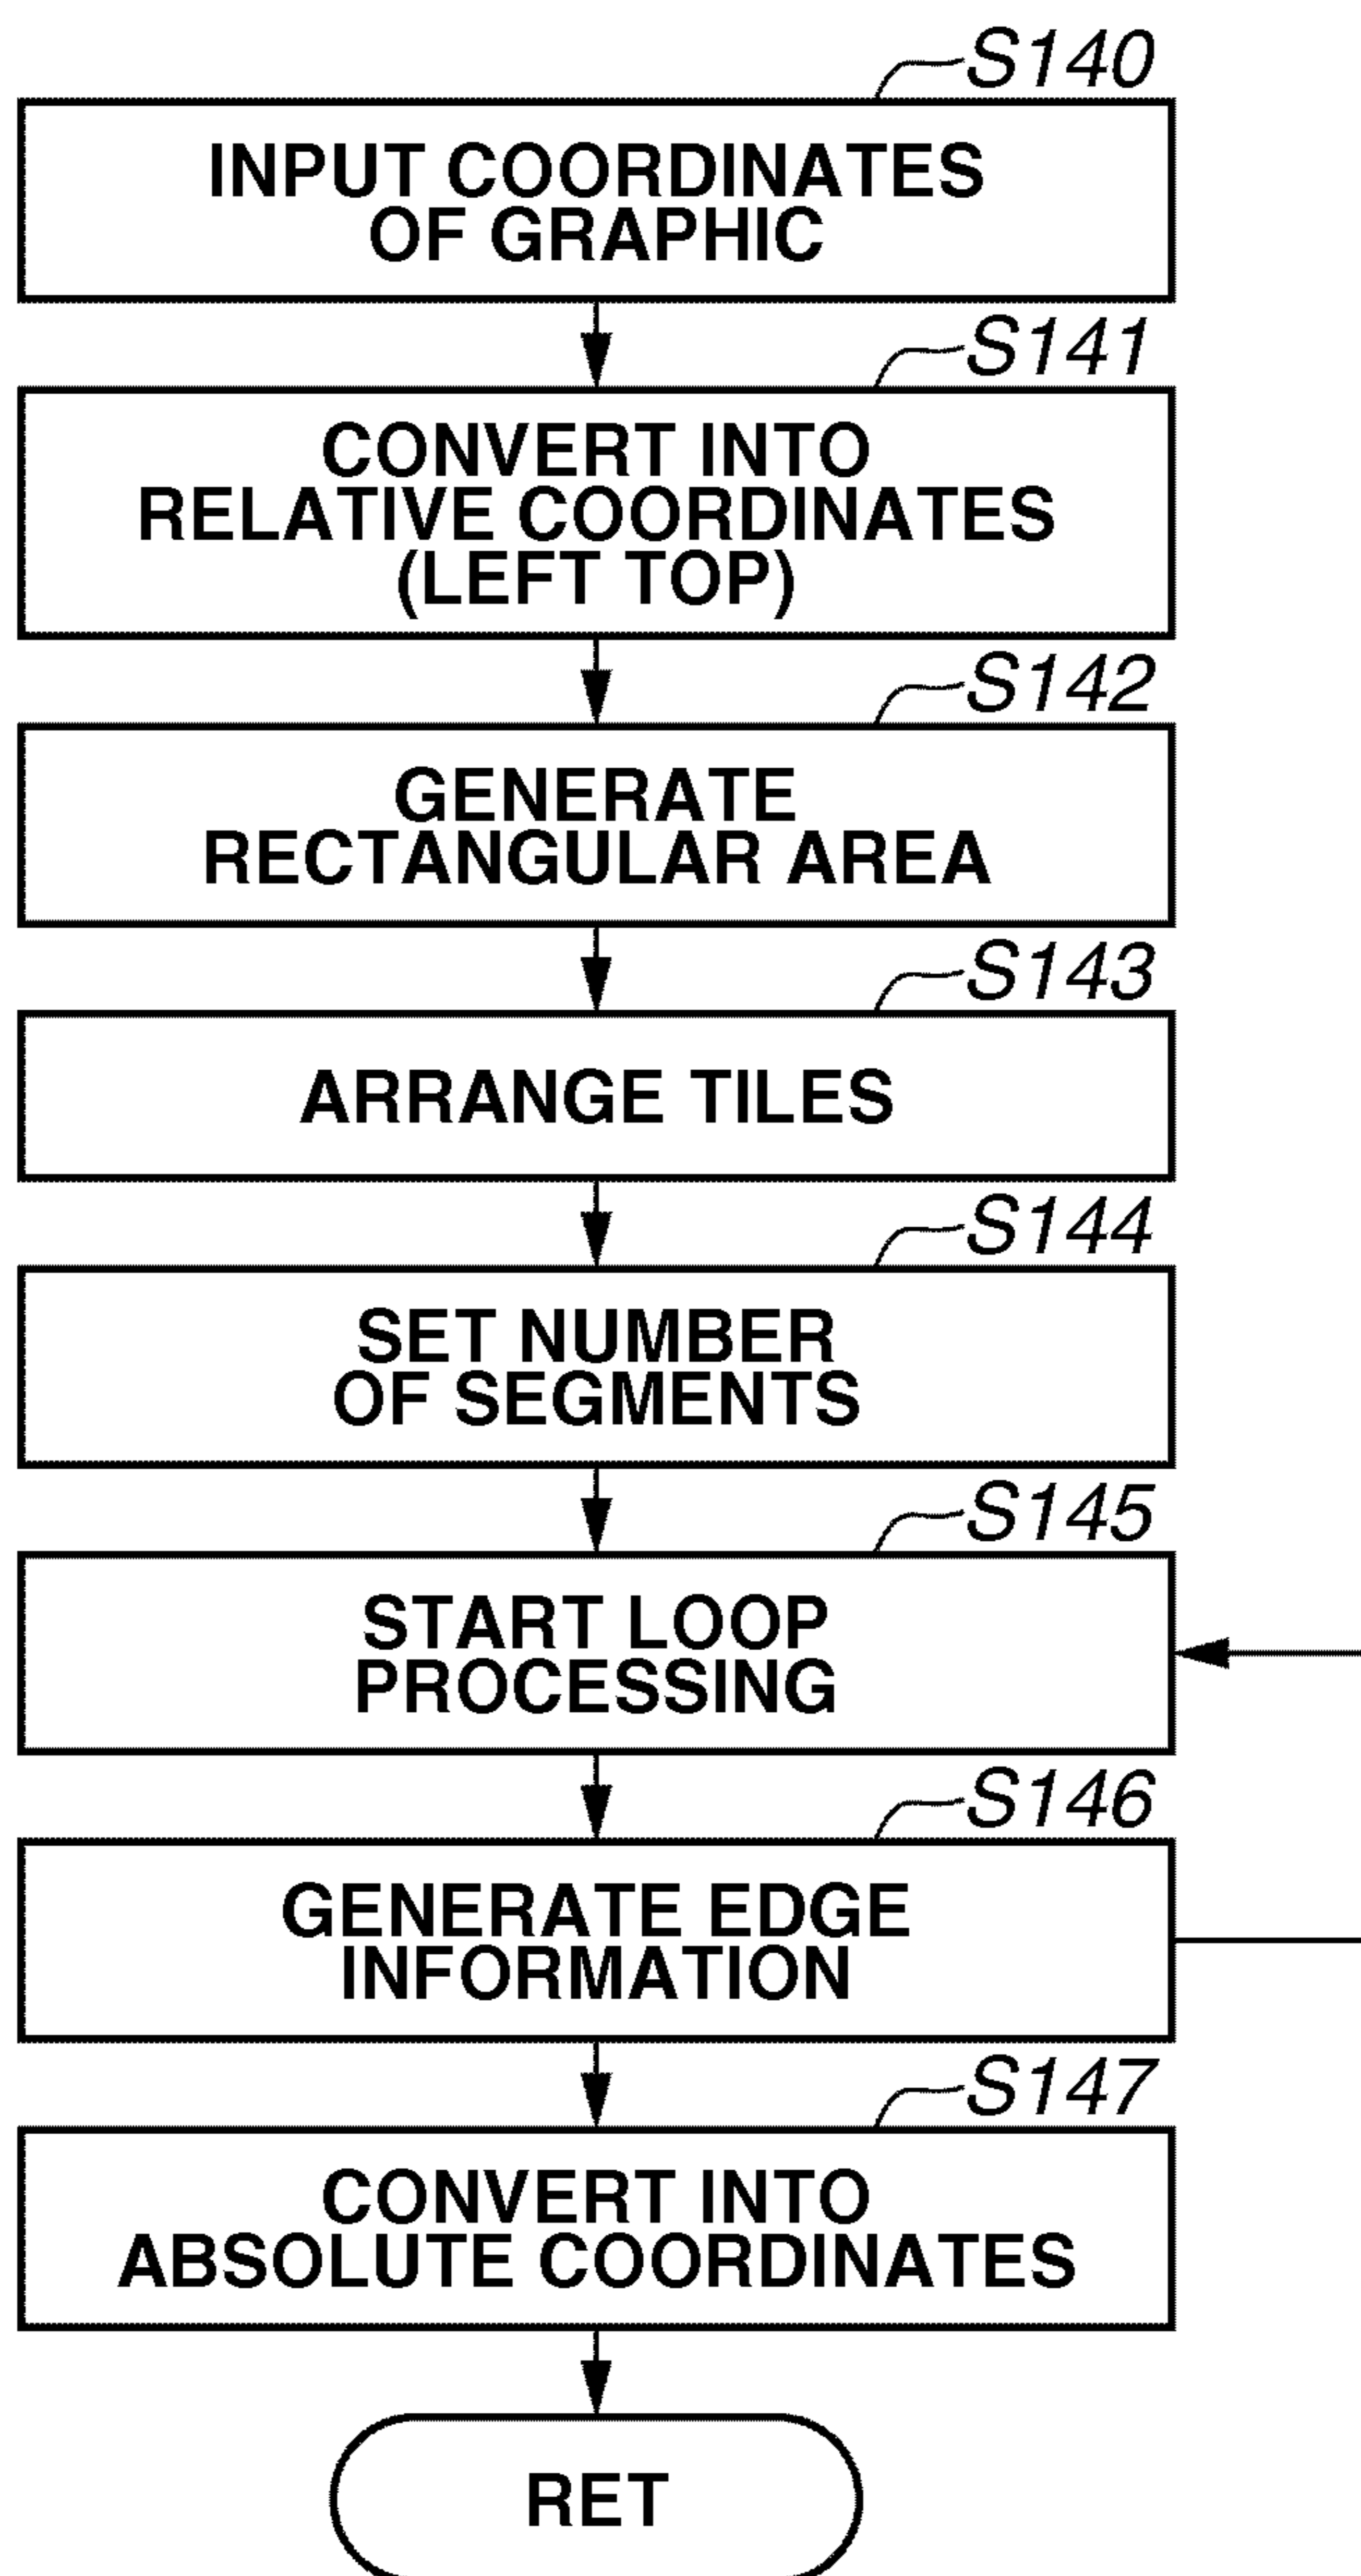 S140
INPUT COORDINATES
OF GRAPHIC
S141
CONVERT INTO
RELATIVE COORDINATES
(LEFT TOP)
S142
GENERATE
RECTANGULAR AREA
S143
ARRANGE TILES
S144
SET NUMBER
OF SEGMENTS
S145
START LOOP
PROCESSING
S146
GENERATE EDGE
INFORMATION
S147
CONVERT INTO
ABSOLUTE COORDINATES
RET